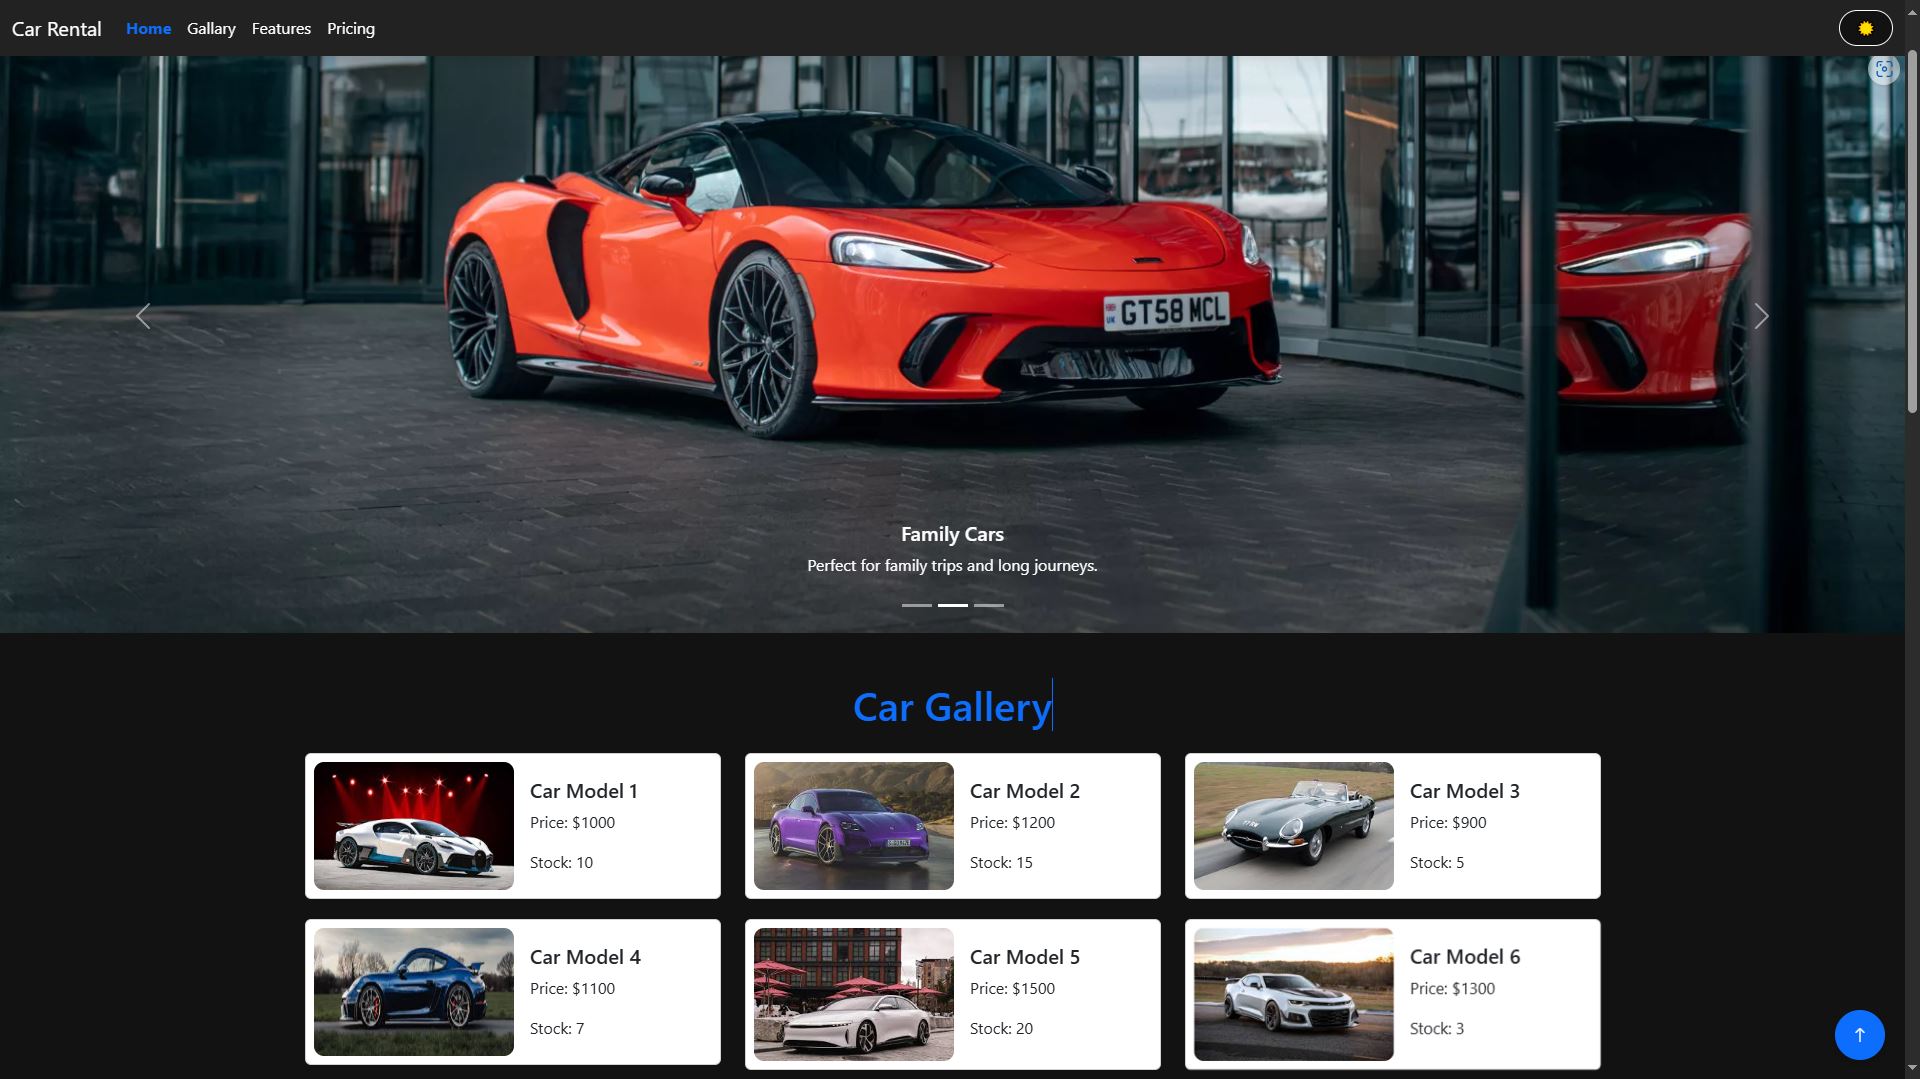 Car Rental Home Gallary Features Pricing
GT58 MCL
UK
Family Cars
Perfect for family trips and long journeys.
Car Gallery
Car Model 1
Price: $1000
Stock: 10
Car Model 2
Price: $1200
Stock: 15
Car Model 3
Price: $900
Stock: 5
Car Model 4
Price: $1100
Stock: 7
Car Model 5
Price: $1500
Stock: 20
Car Model 6
Price: $1300
Stock: 3